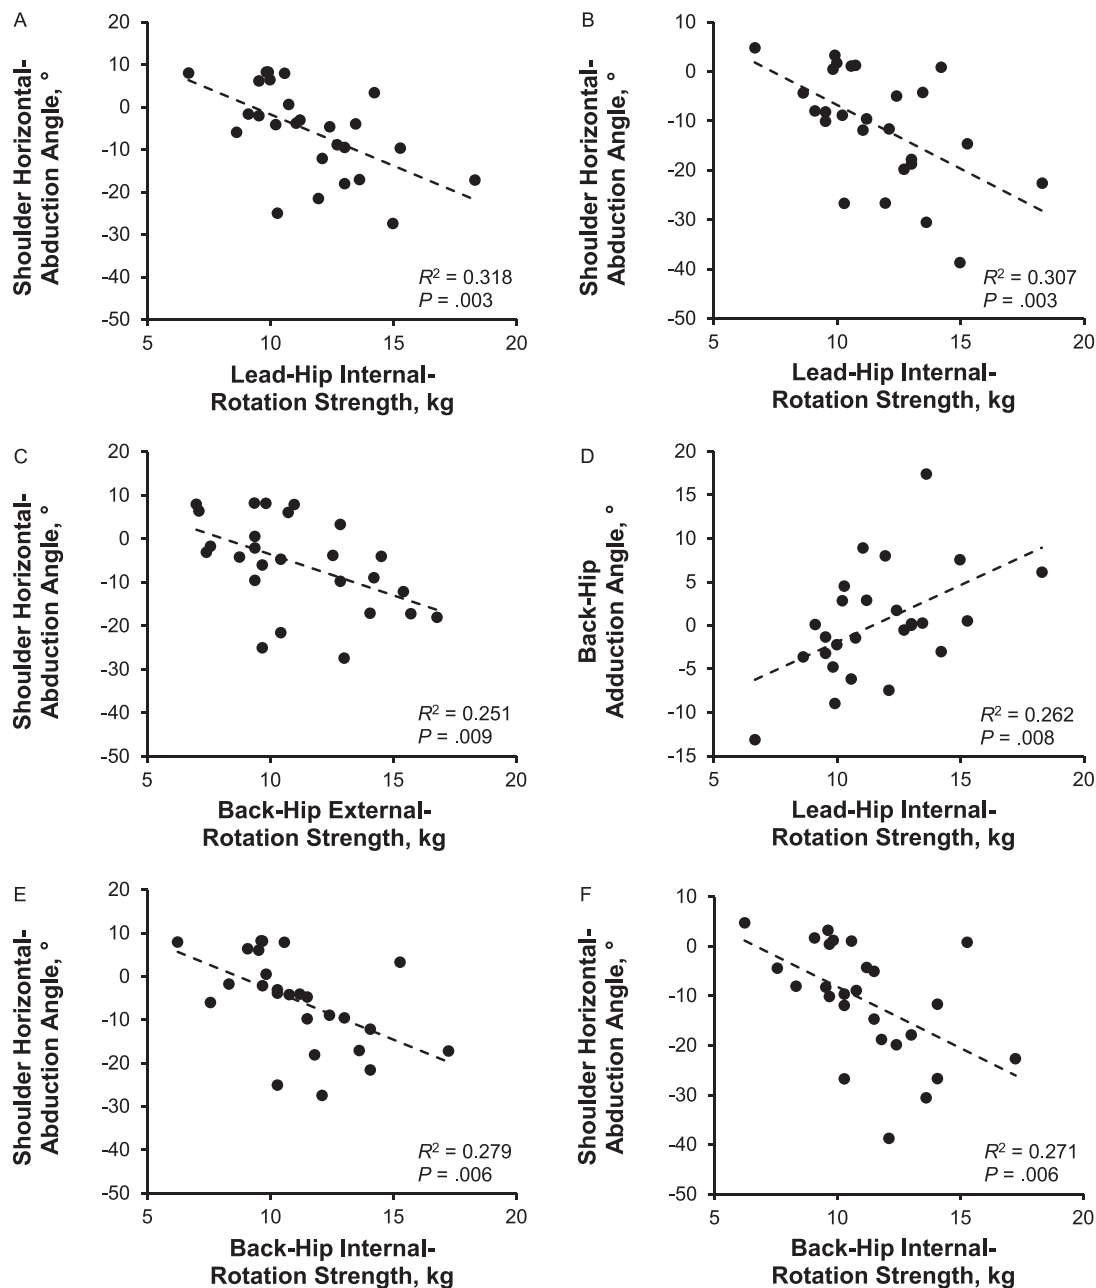 A
Shoulder Horizontal-
Abduction Angle, °
20
10
0
-10
-20
-30
-40
-50
R² = 0.318
P = .003
5
10
15
20
Lead-Hip Internal-
Rotation Strength, kg
B
Shoulder Horizontal-
Abduction Angle, °
10
0
-10
-20
-30
-40
-50
R² = 0.307
P = .003
5
10
15
20
Lead-Hip Internal-
Rotation Strength, kg
C
Shoulder Horizontal-
Abduction Angle, °
20
10
0
-10
-20
-30
-40
-50
R² = 0.251
P = .009
5
10
15
20
Back-Hip External-
Rotation Strength, kg
D
Back-Hip
Adduction Angle, °
20
15
10
5
0
-5
-10
-15
R² = 0.262
P = .008
5
10
15
20
Lead-Hip Internal-
Rotation Strength, kg
E
Shoulder Horizontal-
Abduction Angle, °
20
10
0
-10
-20
-30
-40
-50
R² = 0.279
P = .006
5
10
15
20
Back-Hip Internal-
Rotation Strength, kg
F
Shoulder Horizontal-
Abduction Angle, °
10
0
-10
-20
-30
-40
-50
R² = 0.271
P = .006
5
10
15
20
Back-Hip Internal-
Rotation Strength, kg